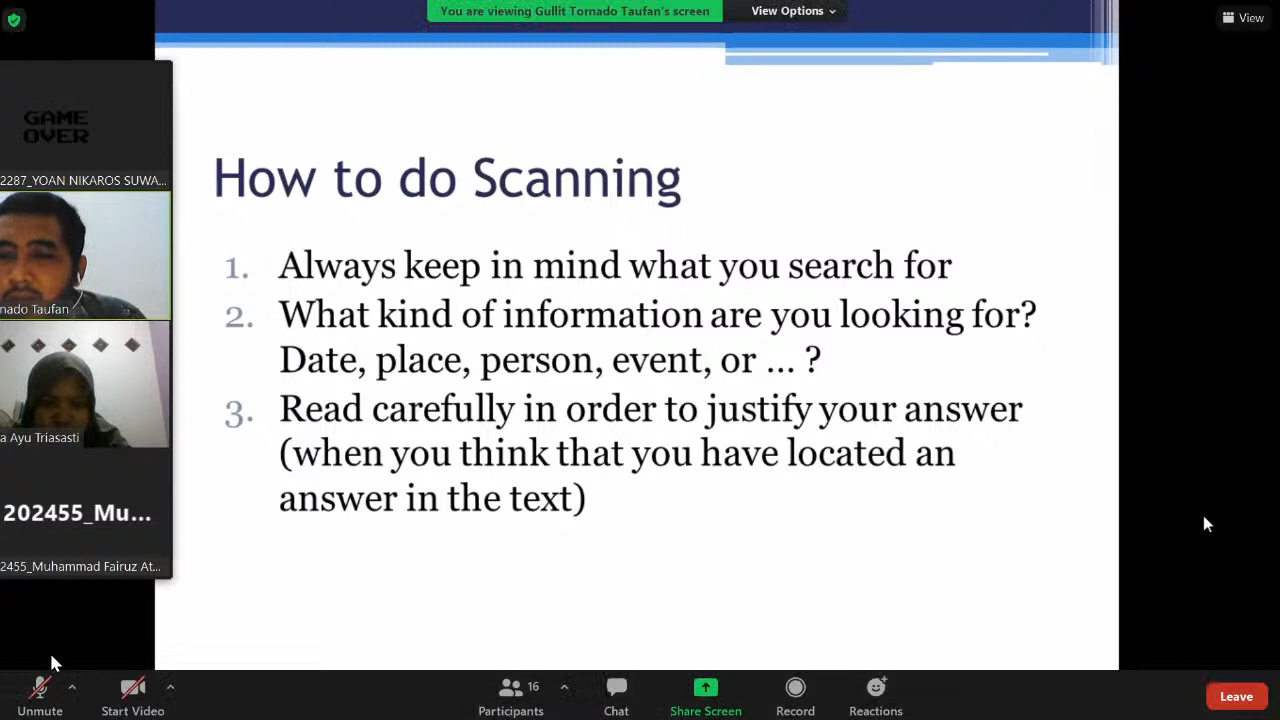 You are viewing Gullit Tornado Taufan's screen
View Options
View
GAME
OVER
2287_YOAN NIKAROS SUWA...
nado Taufan
a Ayu Triasasti
202455_Mu...
2455_Muhammad Fairuz At...
How to do Scanning
1. Always keep in mind what you search for
2. What kind of information are you looking for?
Date, place, person, event, or ... ?
3. Read carefully in order to justify your answer
(when you think that you have located an
answer in the text)
Unmute
Start Video
16
Participants
Chat
Share Screen
Record
Reactions
Leave